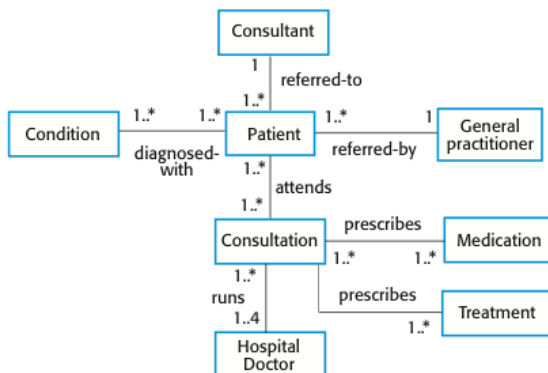 Consultant
1
referred-to
1..*
1..*
1..*
1..*
1
Condition
Patient
General
practitioner
diagnosed-
with
referred-by
1..*
attends
1..*
prescribes
Consultation
Medication
1..*
1..*
1..*
runs
prescribes
Treatment
1..4
1..*
Hospital
Doctor